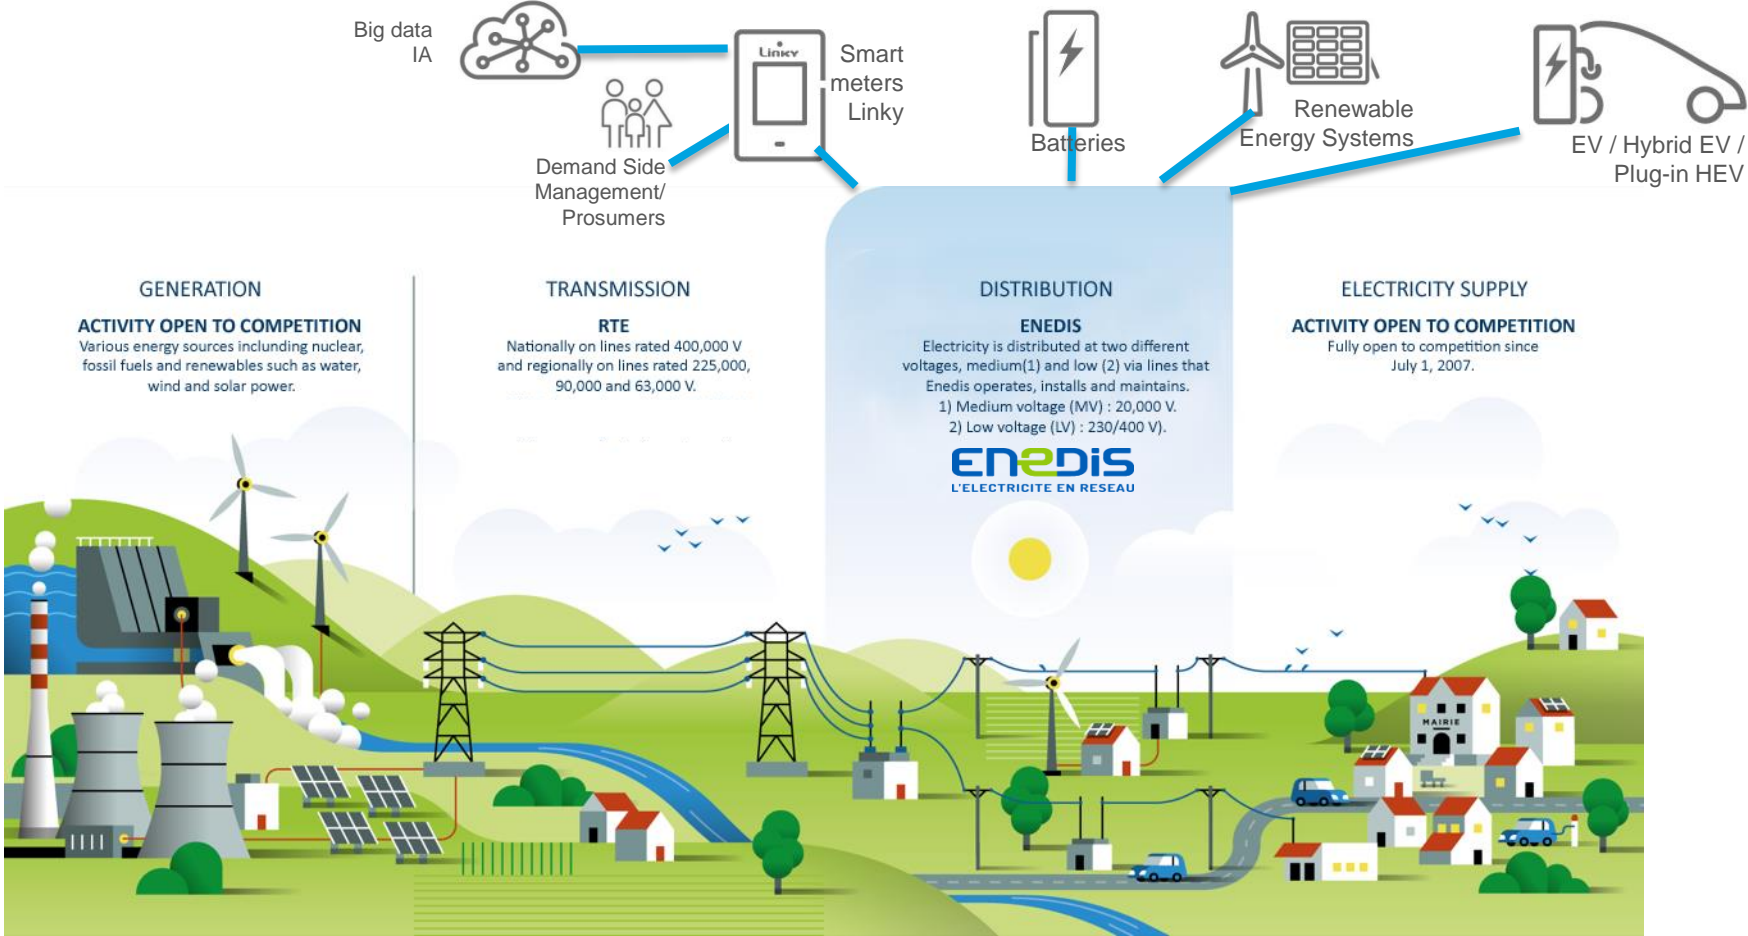 Big data
IA
Linky
Smart
meters
Linky
Demand Side
Management/
Prosumers
Batteries
Renewable
Energy Systems
EV / Hybrid EV /
Plug-in HEV
GENERATION
ACTIVITY OPEN TO COMPETITION
Various energy sources inclunding nuclear,
fossil fuels and renewables such as water,
wind and solar power.
TRANSMISSION
RTE
Nationally on lines rated 400,000 V
and regionally on lines rated 225,000,
90,000 and 63,000 V.
DISTRIBUTION
ENEDIS
Electricity is distributed at two different
voltages, medium(1) and low (2) via lines that
Enedis operates, installs and maintains.
1) Medium voltage (MV) : 20,000 V.
2) Low voltage (LV) : 230/400 V).
ENEDIS
L'ELECTRICITE EN RESEAU
ELECTRICITY SUPPLY
ACTIVITY OPEN TO COMPETITION
Fully open to competition since
July 1, 2007.
MAIRIE